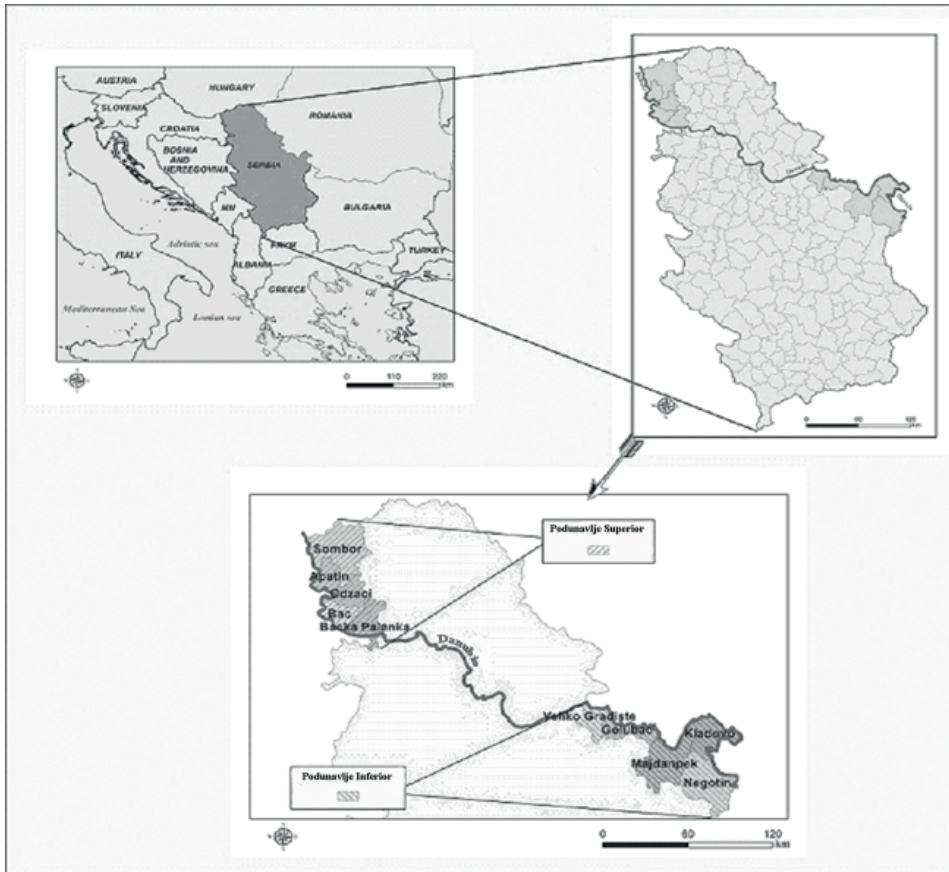 AUSTRIA
HUNGARY
SLOVENIA
CROATIA
ROMANIA
BOSNIA
AND
HERZEGOVINA
SERBIA
MN
BULGARIA
ITALY
Adriatic sea
FRYM
ALBANIA
TURKEY
GREECE
Mediterranean Sea
Ionian sea
0 110 220
km
0 60 120
km
Podunavlje Superior
Sombor
Apatin
Odzaci
Bac
Backa Palanka
Danubio
Veliko Gradiste
Golubac
Kladovo
Majdanpek
Negotin
Podunavlje Inferior
0 60 120
km